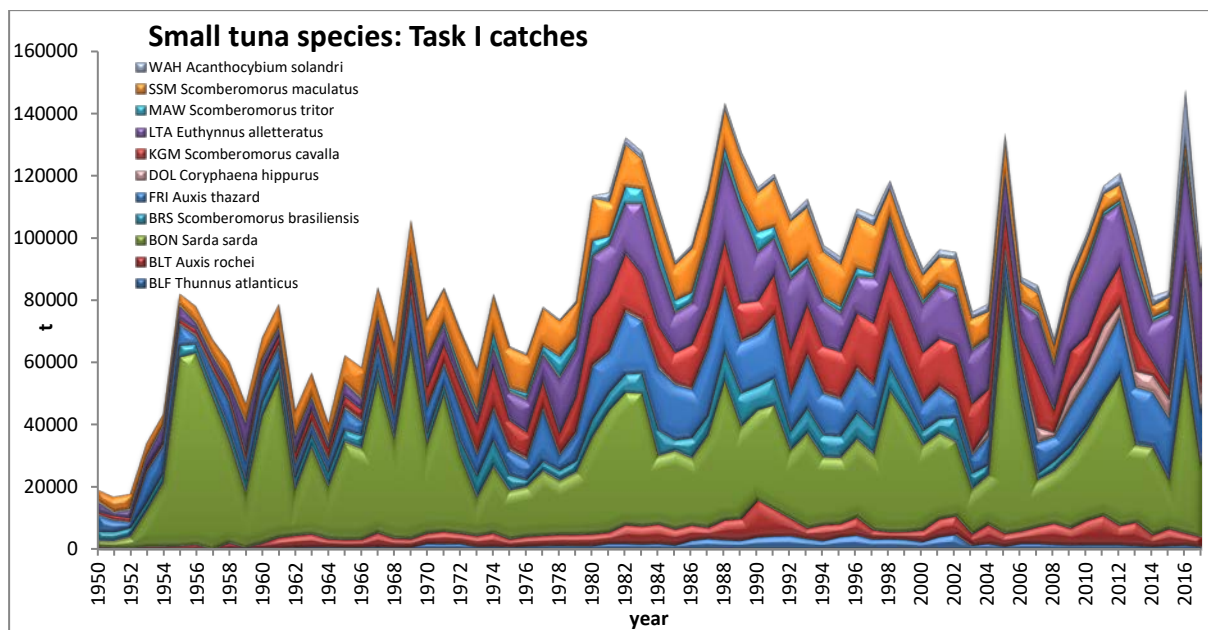 Small tuna species: Task I catches
160000
140000
120000
100000
80000
60000
40000
20000
0
t
WAH Acanthocybium solandri
SSM Scomberomorus maculatus
MAW Scomberomorus tritor
LTA Euthynnus alletteratus
KGM Scomberomorus cavalla
DOL Coryphaena hippurus
FRI Auxis thazard
BRS Scomberomorus brasiliensis
BON Sarda sarda
BLT Auxis rochei
BLF Thunnus atlanticus
1950 1952 1954 1956 1958 1960 1962 1964 1966 1968 1970 1972 1974 1976 1978 1980 1982 1984 1986 1988 1990 1992 1994 1996 1998 2000 2002 2004 2006 2008 2010 2012 2014 2016
year